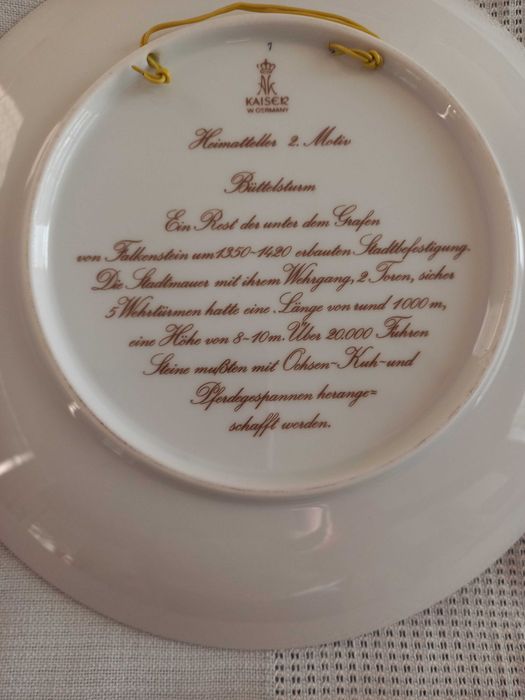 7
AK
KAISER
W. GERMANY
Heimatteller 2. Motiv
Büttelsturm
Ein Rest der unter dem Grafen
von Falkenstein um 1350-1420 erbauten Stadtbefestigung.
Die Stadtmauer mit ihrem Wehrgang, 2 Toren, sicher
5 Wehrtürmen hatte eine Länge von rund 1000 m,
eine Höhe von 8-10 m. Über 20.000 Fuhren
Steine mußten mit Ochsen- Kuh- und
Pferdegespannen herange=
schafft werden.